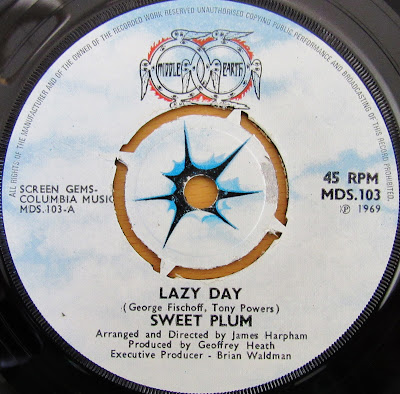 ALL RIGHTS OF THE MANUFACTURER AND OF THE OWNER OF THE RECORDED WORK RESERVED UNAUTHORISED COPYING PUBLIC PERFORMANCE AND BROADCASTING OF THIS RECORD PROHIBITED
MIDDLE EARTH
SCREEN GEMS-
COLUMBIA MUSIC
MDS.103-A
45 RPM
MDS.103
Ⓟ 1969
LAZY DAY
(George Fischoff, Tony Powers)
SWEET PLUM
Arranged and Directed by James Harpham
Produced by Geoffrey Heath
Executive Producer - Brian Waldman